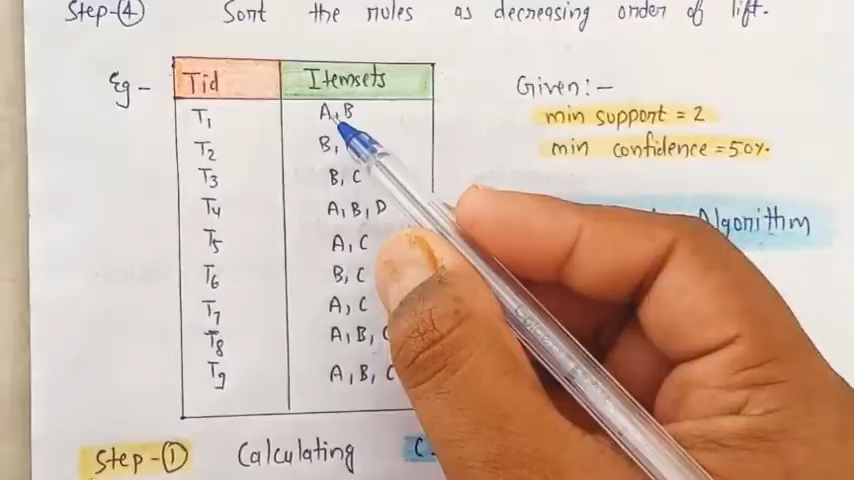 Step-④ Sort the rules as decreasing order of lift.
Eg - Tid Itemsets
Given:-
T1 A, B
min support = 2
T2 B,
min confidence = 50%.
T3 B, C
T4 A, B, D
Algorithm
T5 A, C
T6 B, C
T7 A, C
T8 A, B, C
T9 A, B, C
Step-① Calculating C